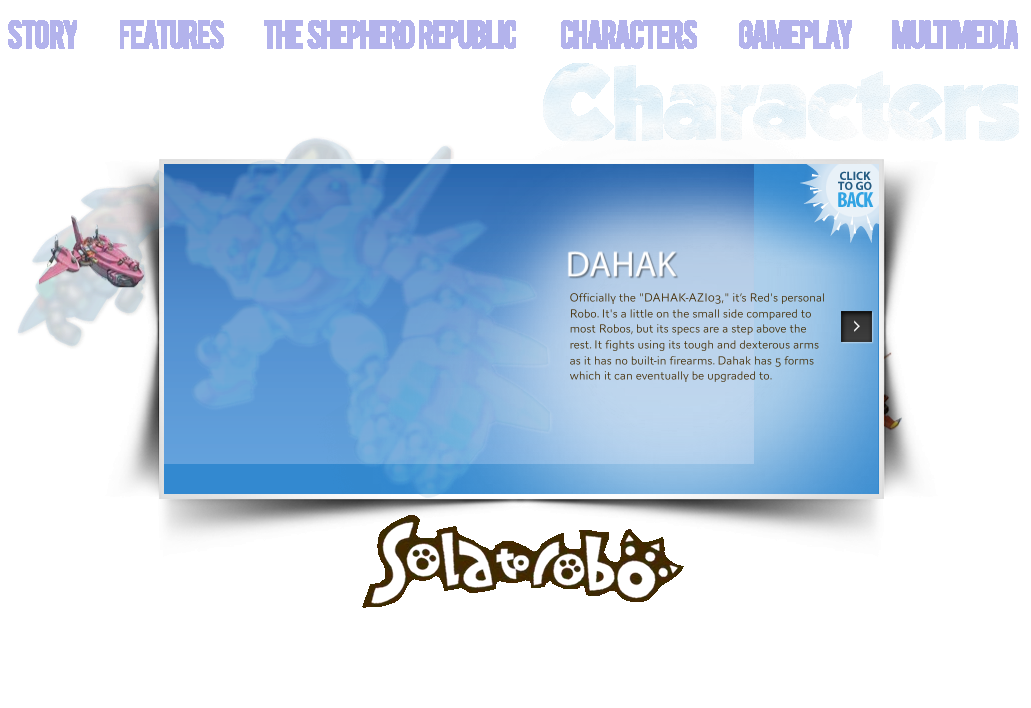 STORY FEATURES THE SHEPHERD REPUBLIC CHARACTERS GAMEPLAY MULTIMEDIA
Characters
CLICK
TO GO
BACK
DAHAK
Officially the "DAHAK-AZI03," it's Red's personal
Robo. It's a little on the small side compared to
most Robos, but its specs are a step above the
rest. It fights using its tough and dexterous arms
as it has no built-in firearms. Dahak has 5 forms
which it can eventually be upgraded to.
Solatorobo